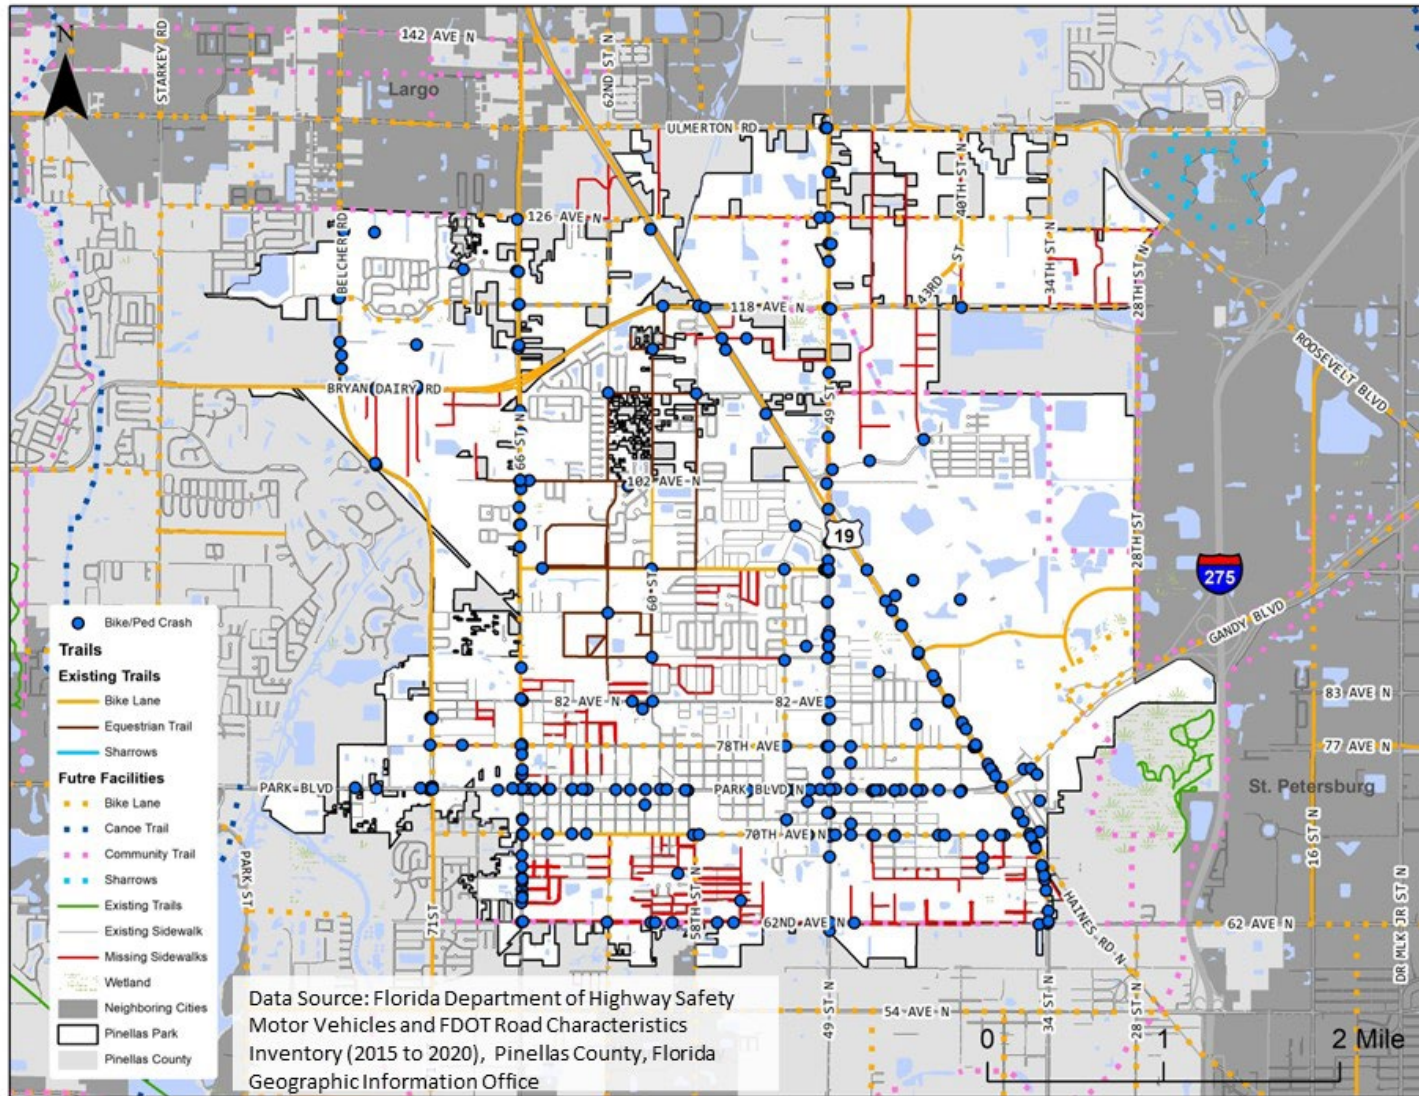 142 AVE N
N
STARKEY RD
62ND ST N
Largo
ULMERTON RD
40TH ST N
126 AVE N
BELCHER RD
34TH ST N
28TH ST N
43RD ST
118 AVE N
ROOSEVELT BLVD
BRYAN DAIRY RD
49 ST N
66 ST N
102 AVE N
19
28TH ST
275
60 ST
GANDY BLVD
Bike/Ped Crash
Trails
Existing Trails
Bike Lane
Equestrian Trail
Sharrows
Futre Facilities
Bike Lane
Canoe Trail
Community Trail
Sharrows
Existing Trails
Existing Sidewalk
Missing Sidewalks
Wetland
Neighboring Cities
Pinellas Park
Pinellas County
82 AVE N
82 AVE
83 AVE N
78TH AVE
77 AVE N
PARK BLVD
PARK BLVD N
St. Petersburg
70TH AVE N
16 ST N
PARK ST
71ST
58TH ST N
62ND AVE N
HAINES RD N
62 AVE N
DR MLK JR ST N
49 ST N
54 AVE N
34 ST N
28 ST N
Data Source: Florida Department of Highway Safety
Motor Vehicles and FDOT Road Characteristics
Inventory (2015 to 2020), Pinellas County, Florida
Geographic Information Office
0 1 2 Mile